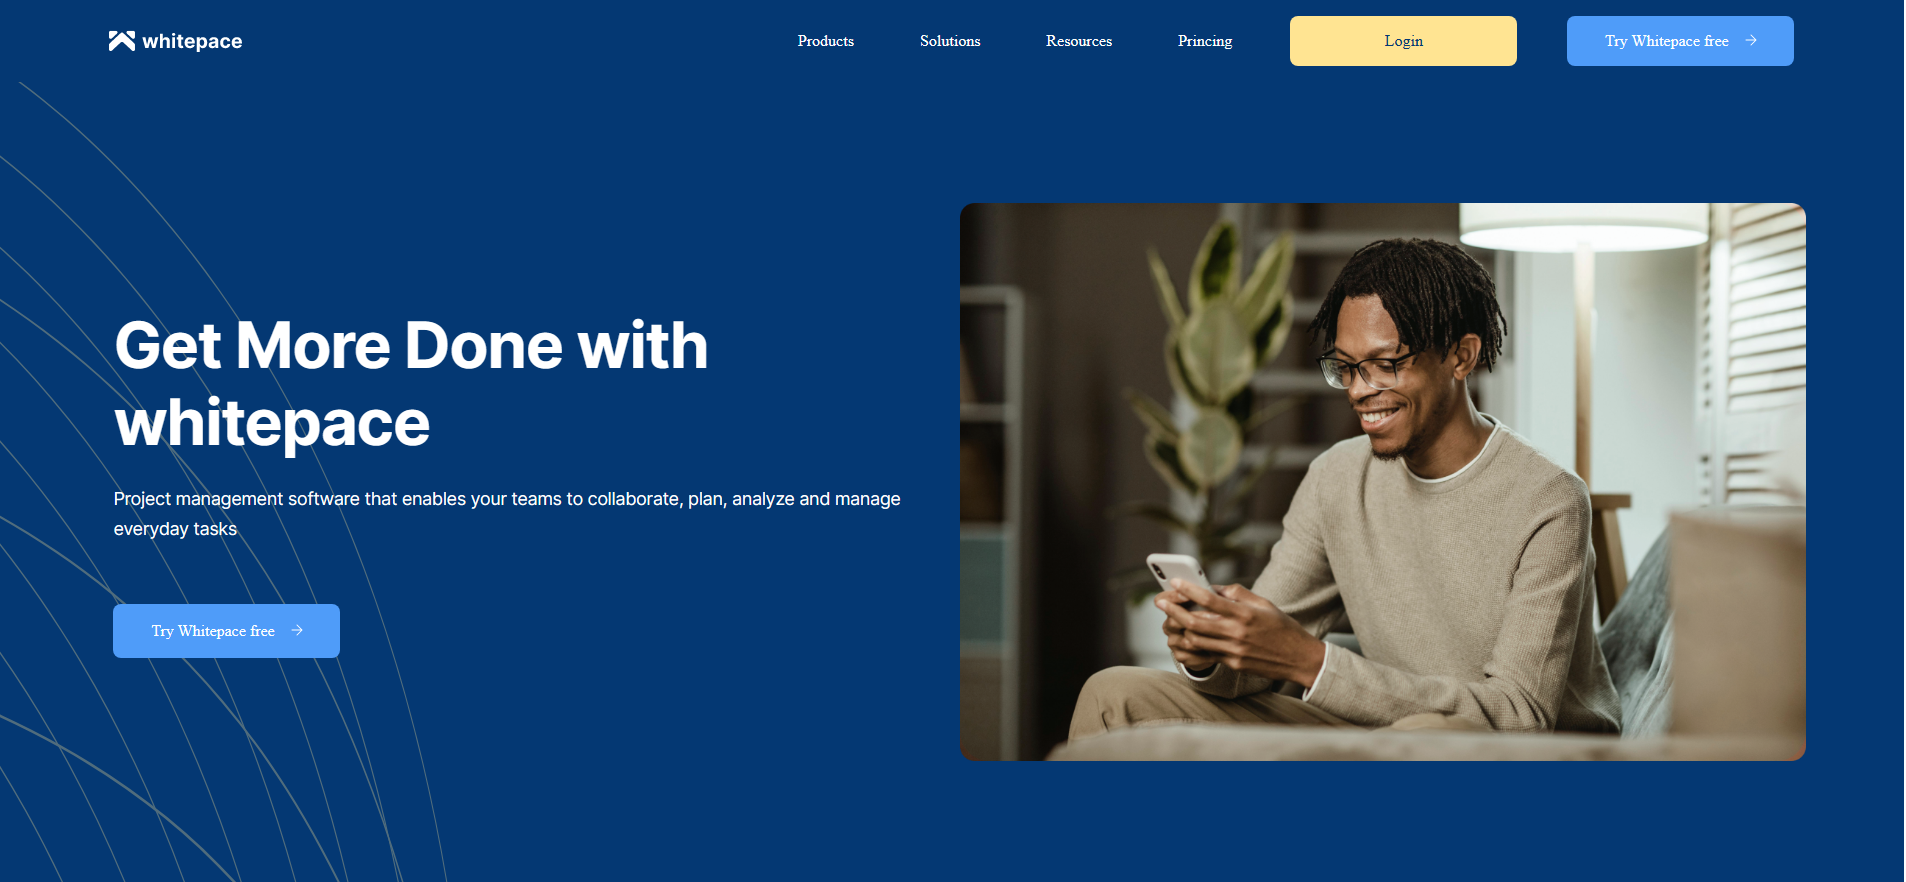 whitepace
Products
Solutions
Resources
Princing
Login
Try Whitepace free
Get More Done with
whitepace
Project management software that enables your teams to collaborate, plan, analyze and manage
everyday tasks
Try Whitepace free